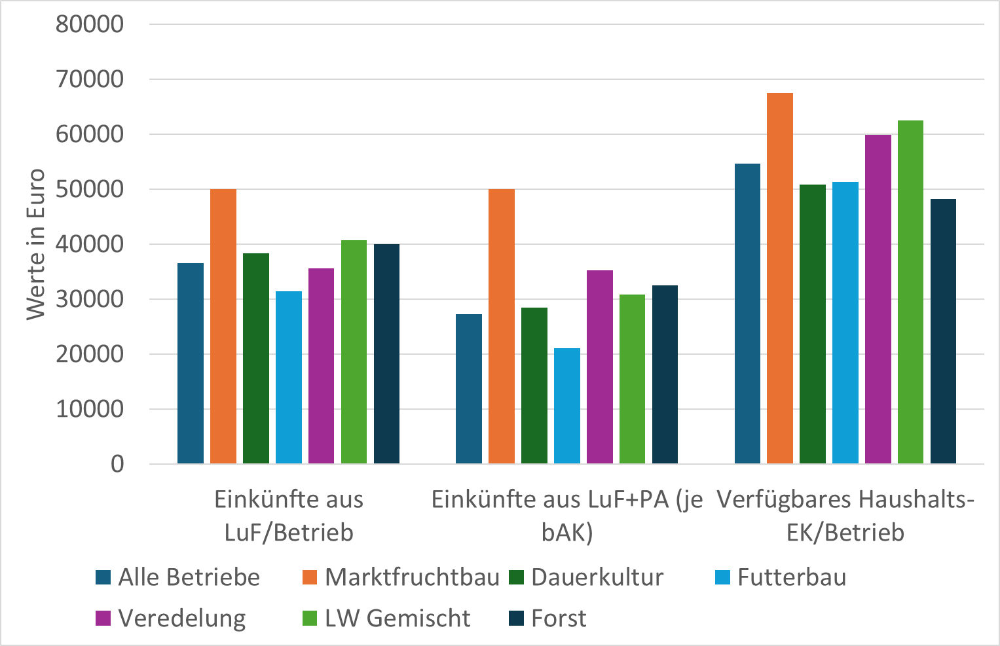 80000
70000
60000
50000
40000
30000
20000
10000
0
Werte in Euro
Einkünfte aus
LuF/Betrieb
Einkünfte aus LuF+PA (je
bAK)
Verfügbares Haushalts-
EK/Betrieb
Alle Betriebe
Marktfruchtbau
Dauerkultur
Futterbau
Veredelung
LW Gemischt
Forst